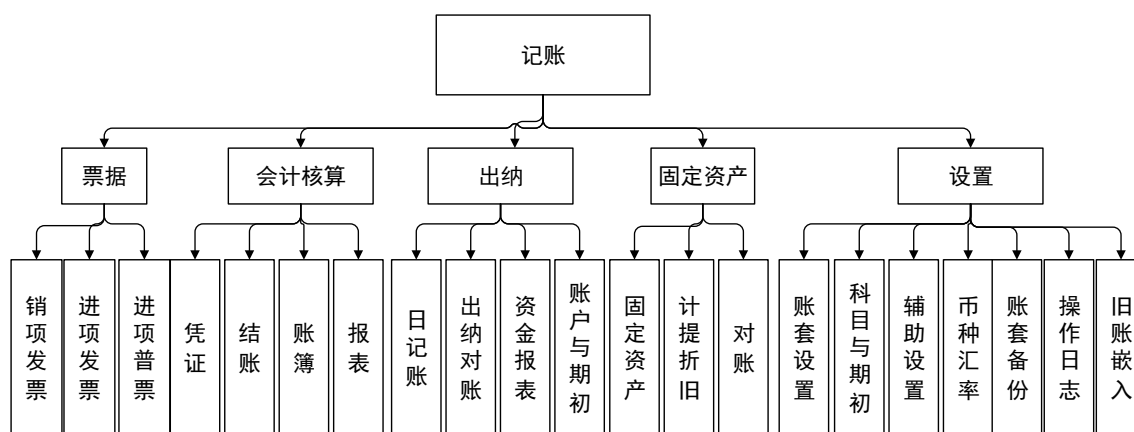 记账
票据
会计核算
出纳
固定资产
设置
销项发票
进项发票
进项普票
凭证
结账
账簿
报表
日记账
出纳对账
资金报表
账户与期初
固定资产
计提折旧
对账
账套设置
科目与期初
辅助设置
币种汇率
账套备份
操作日志
旧账嵌入